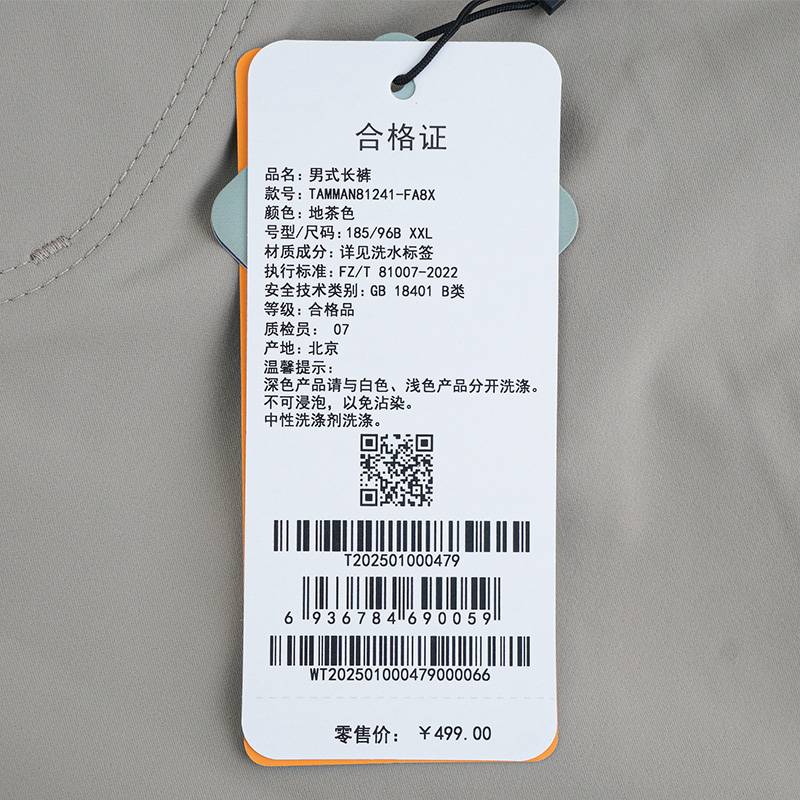 合格证
品名: 男式长裤
款号: TAMMAN81241-FA8X
颜色: 地茶色
号型/尺码: 185/96B XXL
材质成分: 详见洗水标签
执行标准: FZ/T 81007-2022
安全技术类别: GB 18401 B类
等级: 合格品
质检员: 07
产地: 北京
温馨提示:
深色产品请与白色、浅色产品分开洗涤。
不可浸泡，以免沾染。
中性洗涤剂洗涤。
T202501000479
6 936784 690059
WT202501000479000066
零售价: ￥499.00